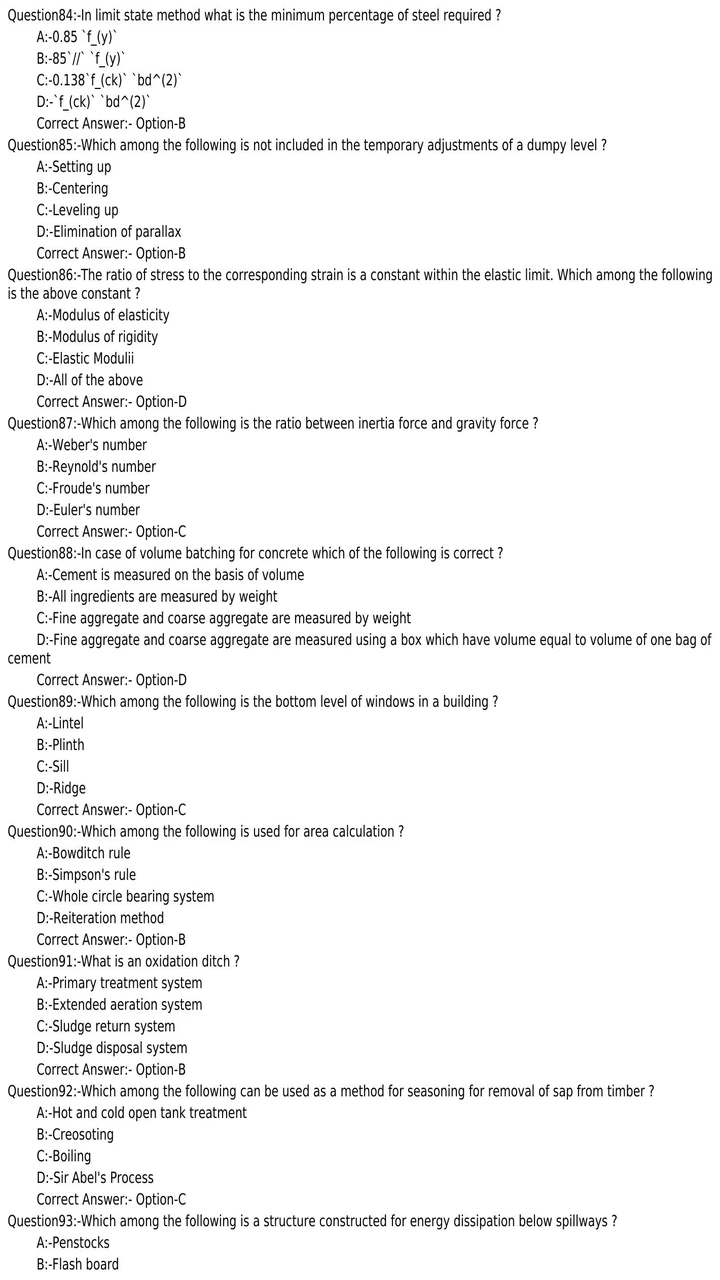 Question84:-In limit state method what is the minimum percentage of steel required ?
A:-0.85 `f_(y)`
B:-85`//` `f_(y)`
C:-0.138`f_(ck)` `bd^(2)`
D:-`f_(ck)` `bd^(2)`
Correct Answer:- Option-B
Question85:-Which among the following is not included in the temporary adjustments of a dumpy level ?
A:-Setting up
B:-Centering
C:-Leveling up
D:-Elimination of parallax
Correct Answer:- Option-B
Question86:-The ratio of stress to the corresponding strain is a constant within the elastic limit. Which among the following
is the above constant ?
A:-Modulus of elasticity
B:-Modulus of rigidity
C:-Elastic Modulii
D:-All of the above
Correct Answer:- Option-D
Question87:-Which among the following is the ratio between inertia force and gravity force ?
A:-Weber's number
B:-Reynold's number
C:-Froude's number
D:-Euler's number
Correct Answer:- Option-C
Question88:-In case of volume batching for concrete which of the following is correct ?
A:-Cement is measured on the basis of volume
B:-All ingredients are measured by weight
C:-Fine aggregate and coarse aggregate are measured by weight
D:-Fine aggregate and coarse aggregate are measured using a box which have volume equal to volume of one bag of
cement
Correct Answer:- Option-D
Question89:-Which among the following is the bottom level of windows in a building ?
A:-Lintel
B:-Plinth
C:-Sill
D:-Ridge
Correct Answer:- Option-C
Question90:-Which among the following is used for area calculation ?
A:-Bowditch rule
B:-Simpson's rule
C:-Whole circle bearing system
D:-Reiteration method
Correct Answer:- Option-B
Question91:-What is an oxidation ditch ?
A:-Primary treatment system
B:-Extended aeration system
C:-Sludge return system
D:-Sludge disposal system
Correct Answer:- Option-B
Question92:-Which among the following can be used as a method for seasoning for removal of sap from timber ?
A:-Hot and cold open tank treatment
B:-Creosoting
C:-Boiling
D:-Sir Abel's Process
Correct Answer:- Option-C
Question93:-Which among the following is a structure constructed for energy dissipation below spillways ?
A:-Penstocks
B:-Flash board